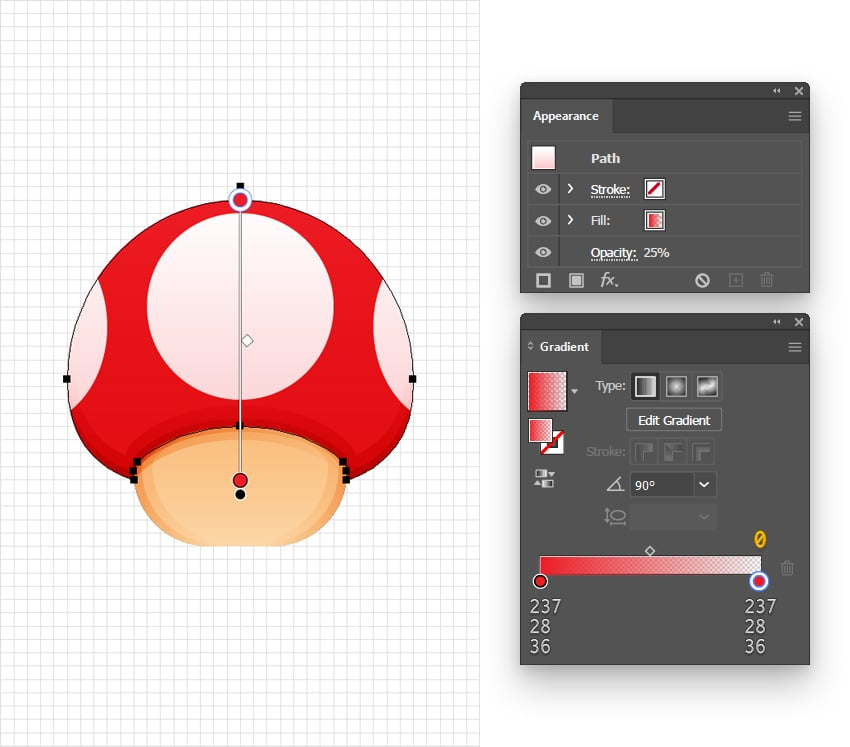 Appearance
Path
Stroke:
Fill:
Opacity: 25%
fx
Gradient
Type:
Edit Gradient
Stroke:
90°
0
237 237
28 28
36 36